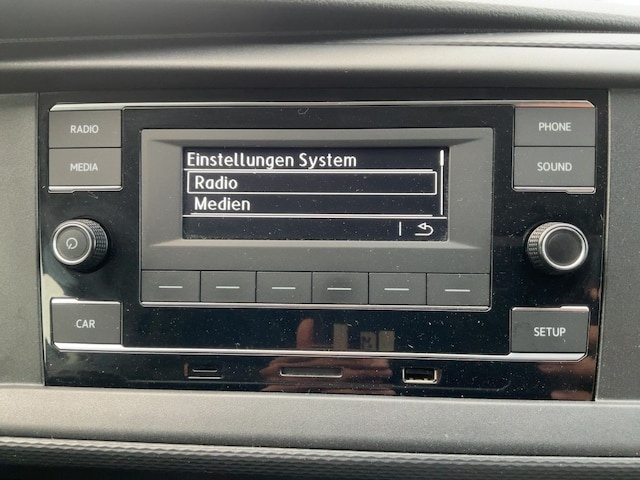 RADIO
MEDIA
Einstellungen System
Radio
Medien
PHONE
SOUND
CAR
SETUP